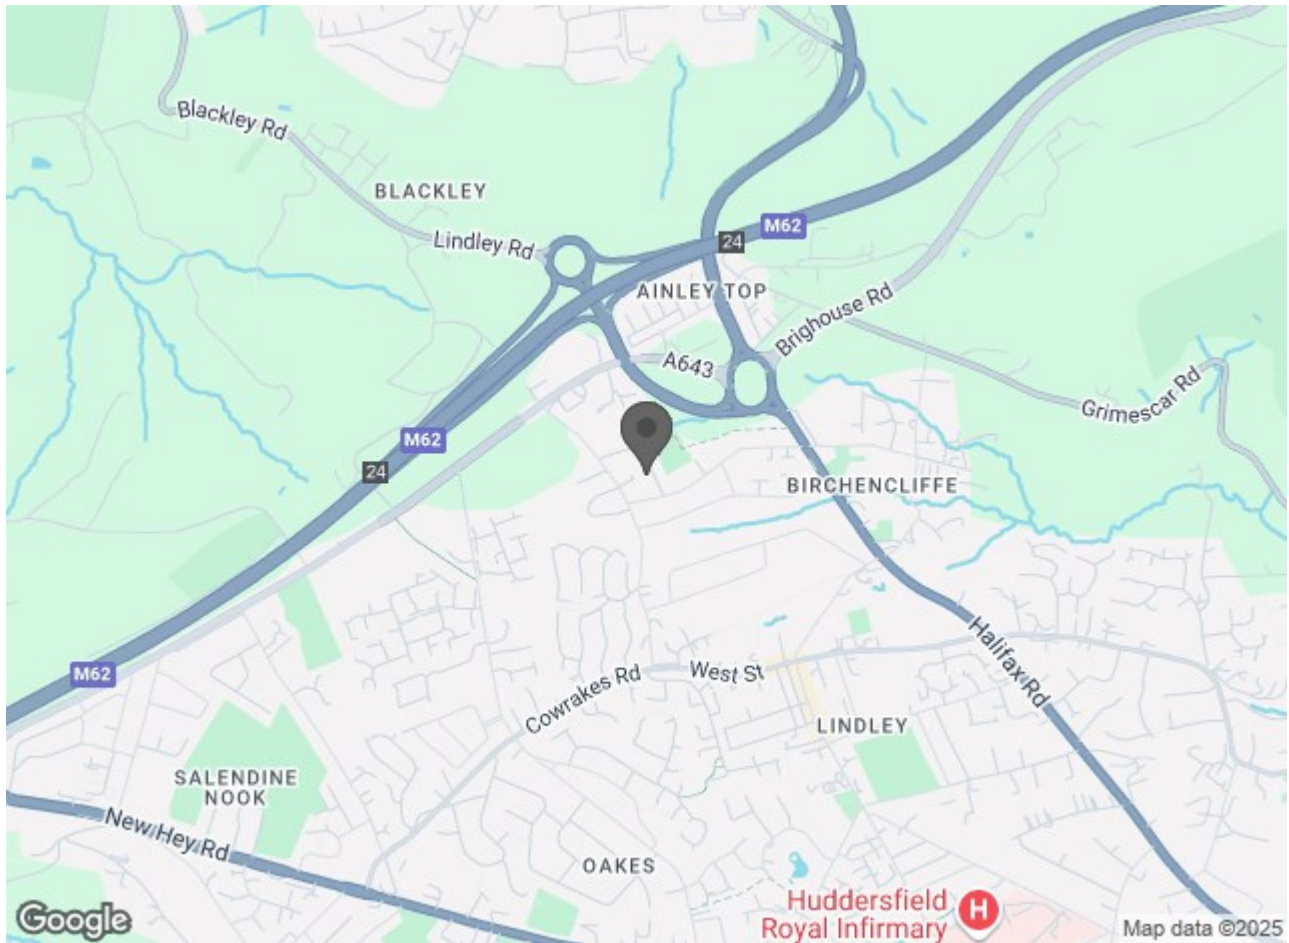 Blackley Rd
BLACKLEY
Lindley Rd
M62
24
AINLEY TOP
Brighouse Rd
A643
Grimescar Rd
M62
24
BIRCHENCLIFFE
Halifax Rd
M62
West St
Cowrakes Rd
LINDLEY
SALENDINE
NOOK
New Hey Rd
OAKES
Huddersfield
Royal Infirmary
H
Google
Map data ©2025